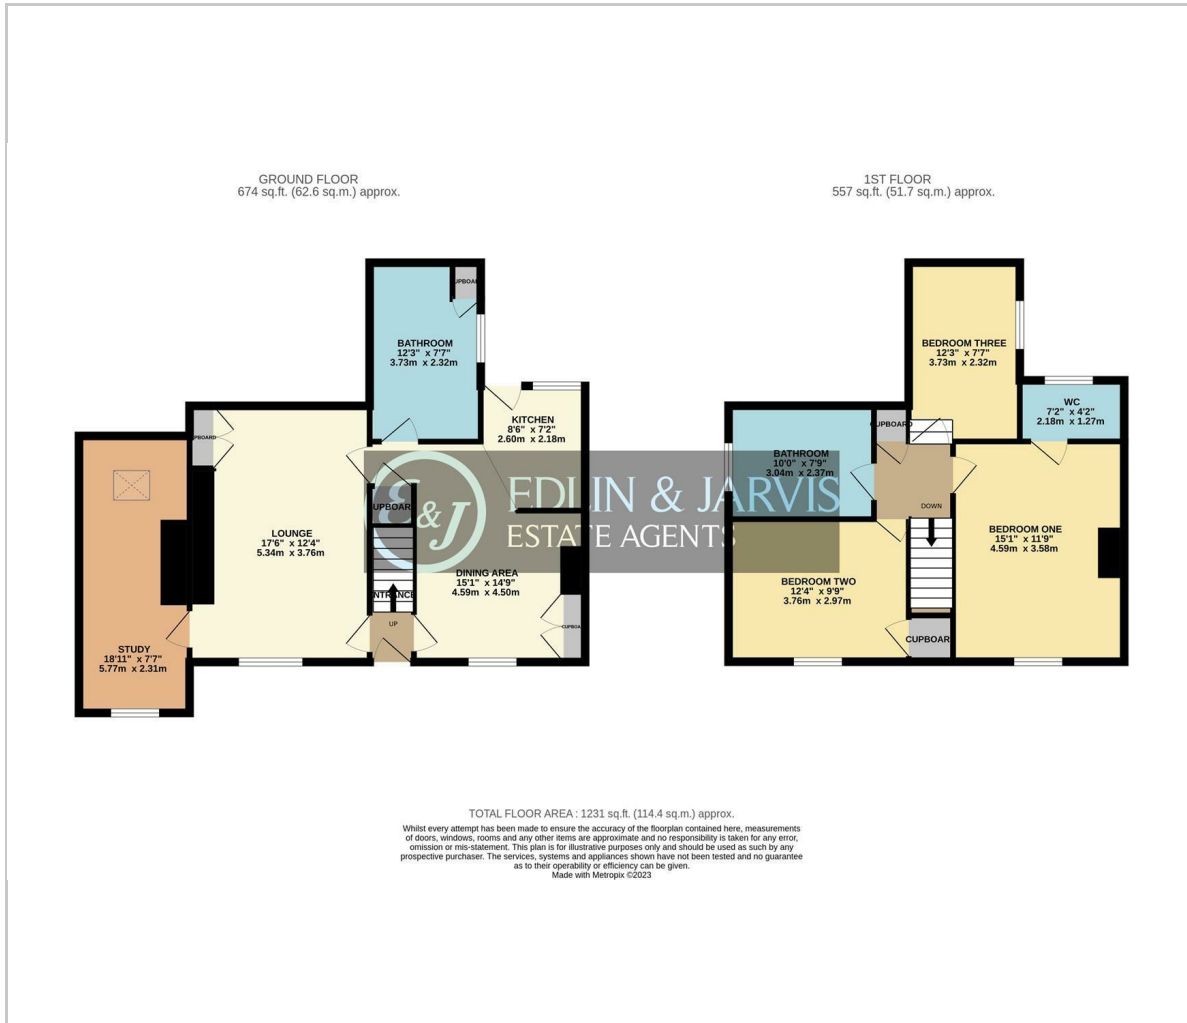 GROUND FLOOR
674 sq.ft. (62.6 sq.m.) approx.
1ST FLOOR
557 sq.ft. (51.7 sq.m.) approx.
UPBOAR
BATHROOM
12'3" x 7'7"
3.73m x 2.32m
KITCHEN
8'6" x 7'2"
2.60m x 2.18m
UPBOARD
LOUNGE
17'6" x 12'4"
5.34m x 3.76m
UPBOAR
DINING AREA
15'1" x 14'9"
4.59m x 4.50m
NTRANCE
UP
CUPBOA
STUDY
18'11" x 7'7"
5.77m x 2.31m
BEDROOM THREE
12'3" x 7'7"
3.73m x 2.32m
WC
7'2" x 4'2"
2.18m x 1.27m
CUPBOARD
BATHROOM
10'0" x 7'9"
3.04m x 2.37m
DOWN
BEDROOM ONE
15'1" x 11'9"
4.59m x 3.58m
BEDROOM TWO
12'4" x 9'9"
3.76m x 2.97m
CUPBOAR
E&J
EDLIN & JARVIS
ESTATE AGENTS
TOTAL FLOOR AREA : 1231 sq.ft. (114.4 sq.m.) approx.
Whilst every attempt has been made to ensure the accuracy of the floorplan contained here, measurements
of doors, windows, rooms and any other items are approximate and no responsibility is taken for any error,
omission or mis-statement. This plan is for illustrative purposes only and should be used as such by any
prospective purchaser. The services, systems and appliances shown have not been tested and no guarantee
as to their operability or efficiency can be given.
Made with Metropix ©2023